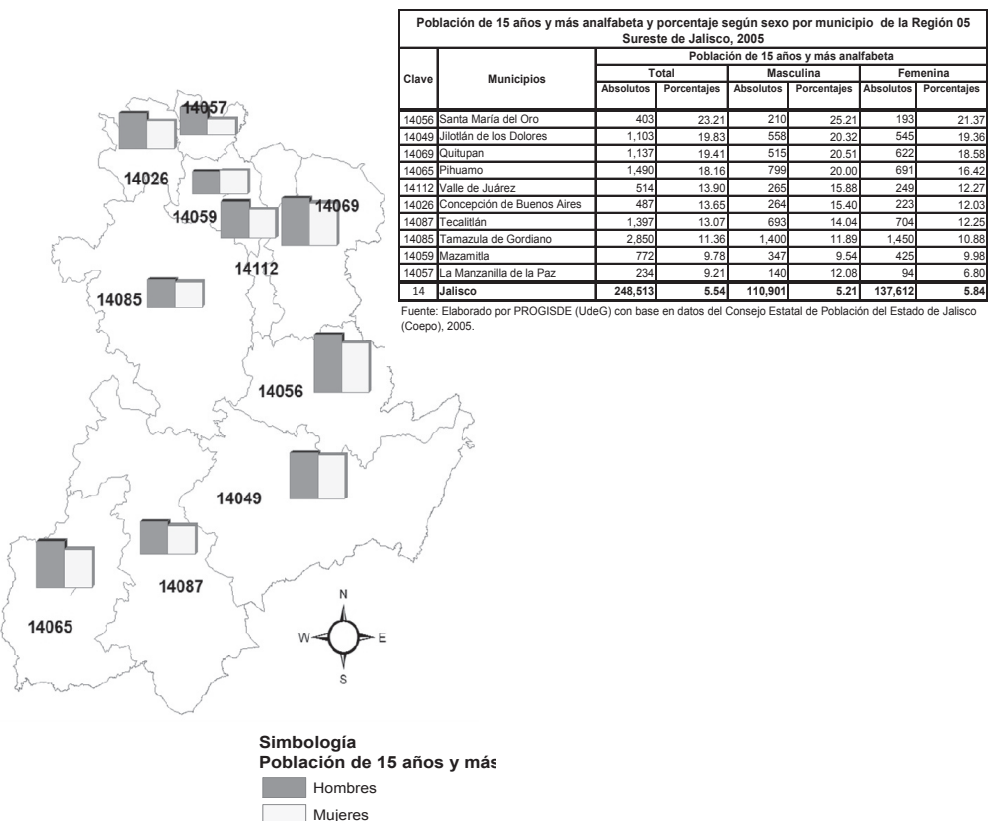 Población de 15 años y más analfabeta y porcentaje según sexo por municipio de la Región 05
Sureste de Jalisco, 2005
Clave Municipios Población de 15 años y más analfabeta
Total Masculina Femenina
Absolutos Porcentajes Absolutos Porcentajes Absolutos Porcentajes
14056 Santa María del Oro 403 23.21 210 25.21 193 21.37
14049 Jilotlán de los Dolores 1,103 19.83 558 20.32 545 19.36
14069 Quitupan 1,137 19.41 515 20.51 622 18.58
14065 Pihuamo 1,490 18.16 799 20.00 691 16.42
14112 Valle de Juárez 514 13.90 265 15.88 249 12.27
14026 Concepción de Buenos Aires 487 13.65 264 15.40 223 12.03
14087 Tecalitlán 1,397 13.07 693 14.04 704 12.25
14085 Tamazula de Gordiano 2,850 11.36 1,400 11.89 1,450 10.88
14059 Mazamitla 772 9.78 347 9.54 425 9.98
14057 La Manzanilla de la Paz 234 9.21 140 12.08 94 6.80
14 Jalisco 248,513 5.54 110,901 5.21 137,612 5.84
Fuente: Elaborado por PROGISDE (UdeG) con base en datos del Consejo Estatal de Población del Estado de Jalisco
(Coepo), 2005.
14057
14026
14059
14069
14112
14085
14056
14049
14087
14065
N
W E
S
Simbología
Población de 15 años y más
Hombres
Mujeres